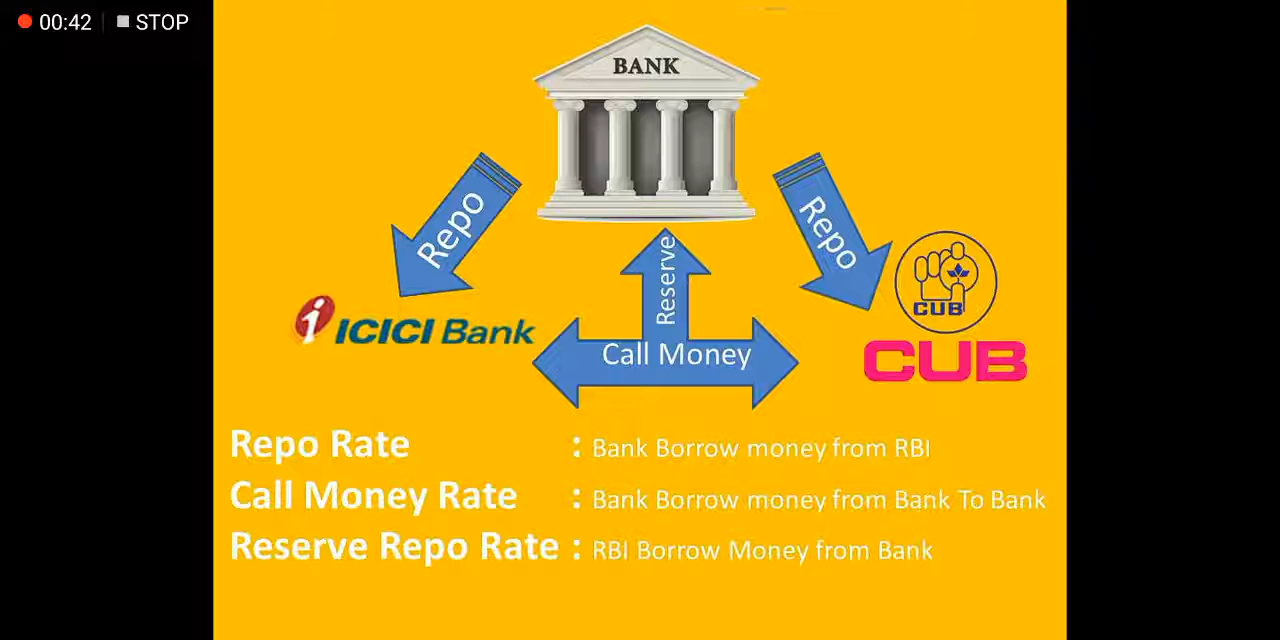 00:42 STOP
BANK
Repo
Repo
Reserve
CUB
i ICICI Bank
Call Money
CUB
Repo Rate : Bank Borrow money from RBI
Call Money Rate : Bank Borrow money from Bank To Bank
Reserve Repo Rate : RBI Borrow Money from Bank